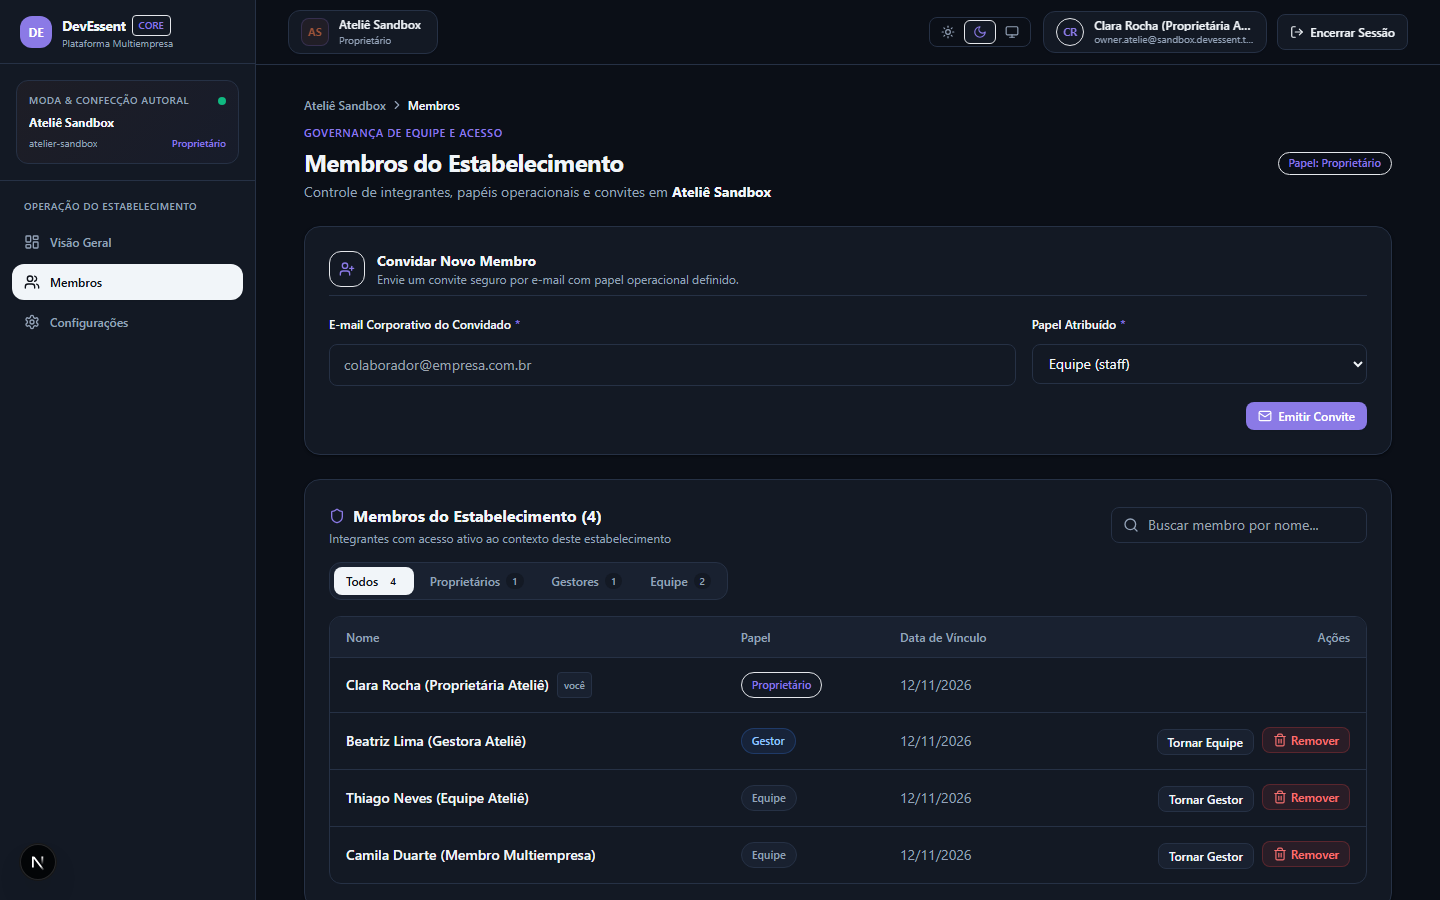 DE
DevEssent CORE
Plataforma Multiempresa
MODA & CONFECÇÃO AUTORAL
Ateliê Sandbox
atelier-sandbox Proprietário
OPERAÇÃO DO ESTABELECIMENTO
Visão Geral
Membros
Configurações
N
AS
Ateliê Sandbox
Proprietário
CR
Clara Rocha (Proprietária A...
owner.atelie@sandbox.devessent.t...
Encerrar Sessão
Ateliê Sandbox > Membros
GOVERNANÇA DE EQUIPE E ACESSO
Membros do Estabelecimento
Papel: Proprietário
Controle de integrantes, papéis operacionais e convites em Ateliê Sandbox
Convidar Novo Membro
Envie um convite seguro por e-mail com papel operacional definido.
E-mail Corporativo do Convidado *
colaborador@empresa.com.br
Papel Atribuído *
Equipe (staff)
Emitir Convite
Membros do Estabelecimento (4)
Integrantes com acesso ativo ao contexto deste estabelecimento
Buscar membro por nome...
Todos 4 Proprietários 1 Gestores 1 Equipe 2
Nome Papel Data de Vínculo Ações
Clara Rocha (Proprietária Ateliê) você Proprietário 12/11/2026
Beatriz Lima (Gestora Ateliê) Gestor 12/11/2026 Tornar Equipe Remover
Thiago Neves (Equipe Ateliê) Equipe 12/11/2026 Tornar Gestor Remover
Camila Duarte (Membro Multiempresa) Equipe 12/11/2026 Tornar Gestor Remover